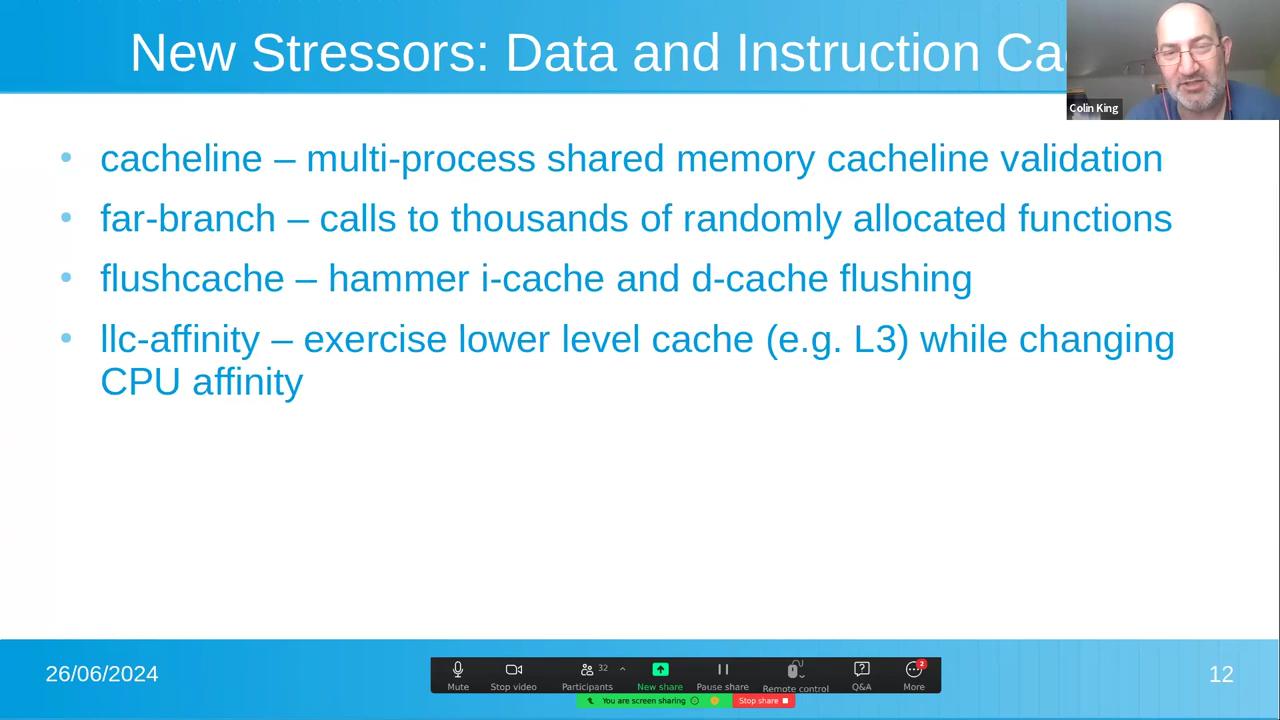 New Stressors: Data and Instruction
Colin King
• cacheline – multi-process shared memory cacheline validation
• far-branch – calls to thousands of randomly allocated functions
• flushcache – hammer i-cache and d-cache flushing
• llc-affinity – exercise lower level cache (e.g. L3) while changing
CPU affinity
26/06/2024
Mute
Stop video
Participants 32
New share
Pause share
Remote control
Q&A
More 2
You are screen sharing
Stop share
12